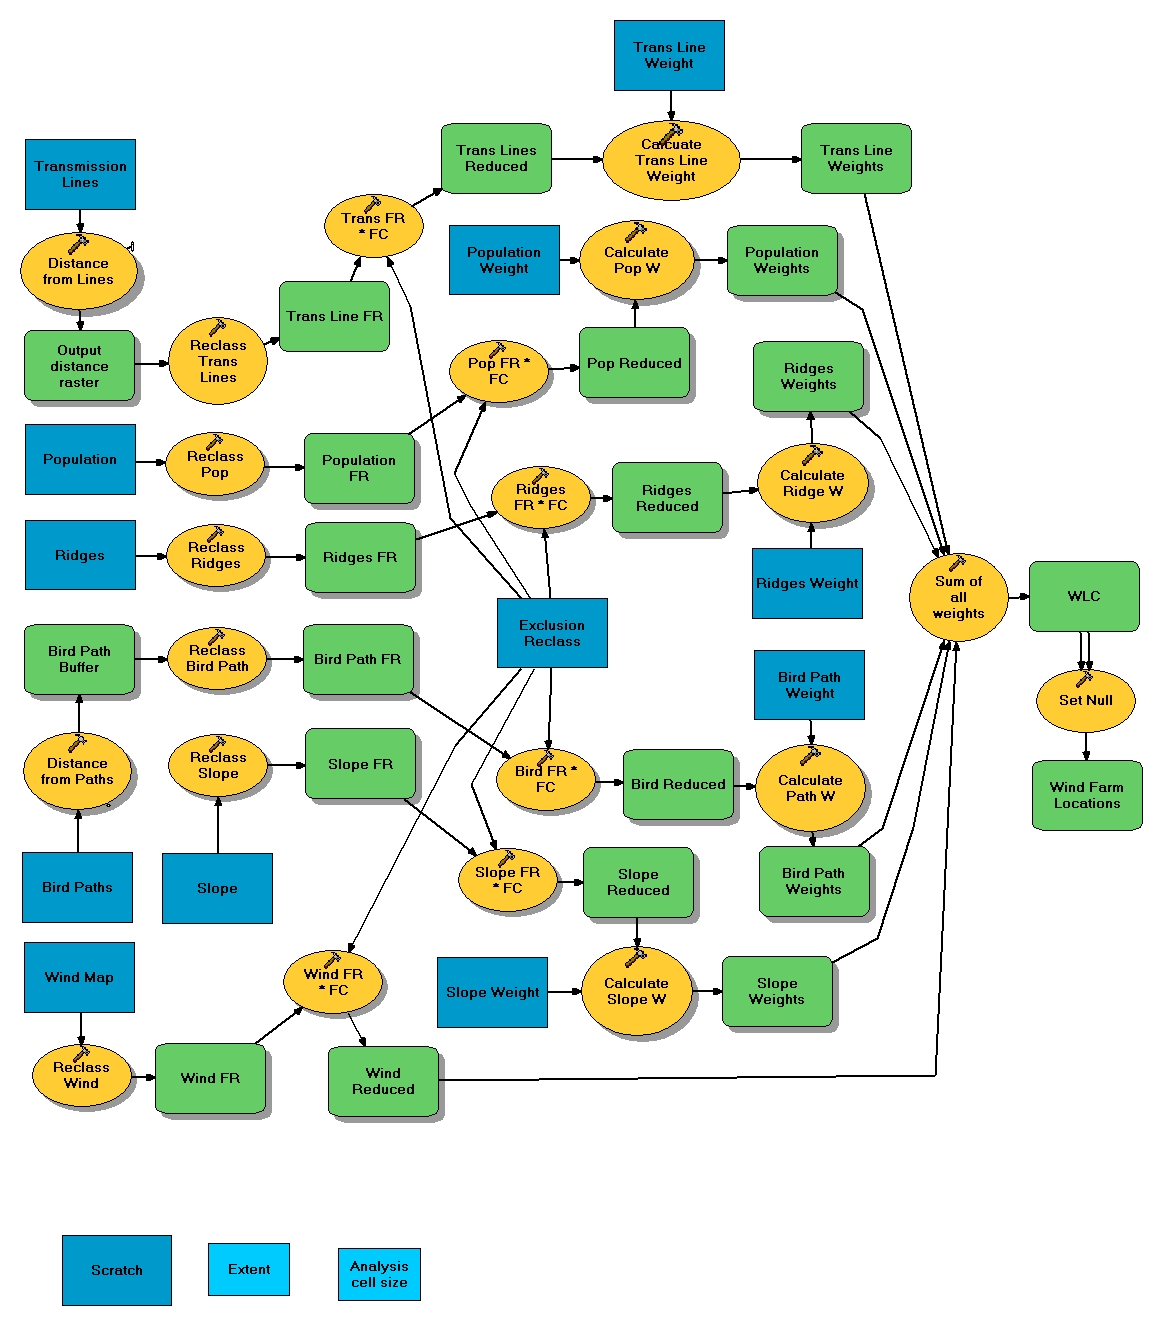 Trans Line
Weight
Transmission
Lines
Trans Lines
Reduced
Calcuate
Trans Line
Weight
Trans Line
Weights
Trans FR
* FC
Distance
from Lines
Population
Weight
Calculate
Pop W
Population
Weights
Trans Line FR
Output
distance
raster
Reclass
Trans
Lines
Pop FR *
FC
Pop Reduced
Ridges
Weights
Population
Reclass
Pop
Population
FR
Ridges
FR * FC
Ridges
Reduced
Calculate
Ridge W
Ridges
Reclass
Ridges
Ridges FR
Ridges Weight
Sum of
all
weights
WLC
Exclusion
Reclass
Bird Path
Buffer
Reclass
Bird Path
Bird Path FR
Bird Path
Weight
Set Null
Distance
from Paths
Reclass
Slope
Slope FR
Bird FR *
FC
Bird Reduced
Calculate
Path W
Wind Farm
Locations
Bird Paths
Slope
Slope FR
* FC
Slope
Reduced
Bird Path
Weights
Wind Map
Wind FR
* FC
Slope Weight
Calculate
Slope W
Slope
Weights
Reclass
Wind
Wind FR
Wind
Reduced
Scratch
Extent
Analysis
cell size